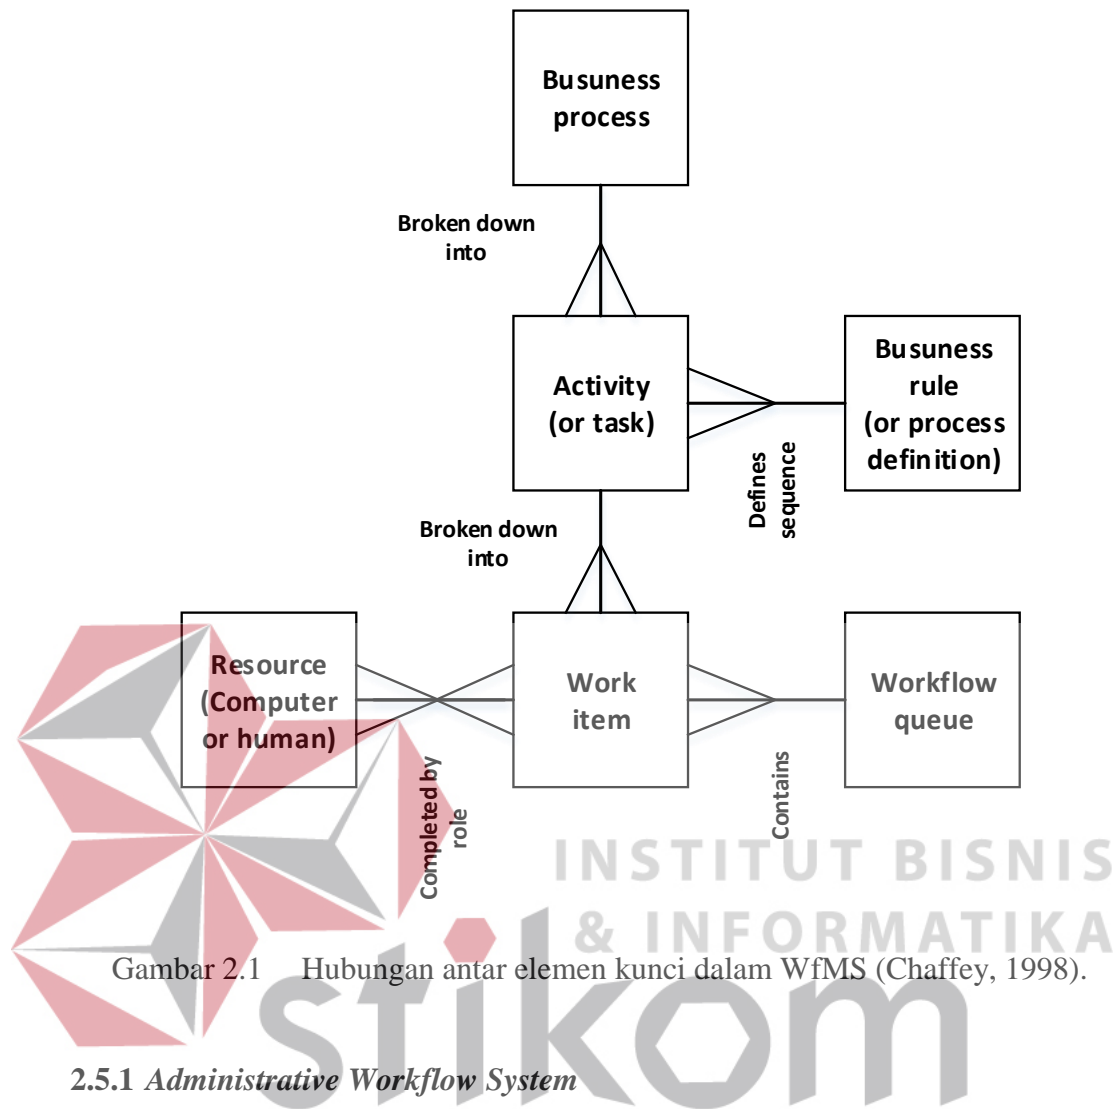 Busuness
process
Broken down
into
Activity
(or task)
Busuness
rule
(or process
definition)
Defines
sequence
Broken down
into
Resource
(Computer
or human)
Work
item
Workflow
queue
Completed by
role
Contains
INSTITUT BISNIS
& INFORMATIKA
stikom
Gambar 2.1 Hubungan antar elemen kunci dalam WfMS (Chaffey, 1998).
2.5.1 Administrative Workflow System